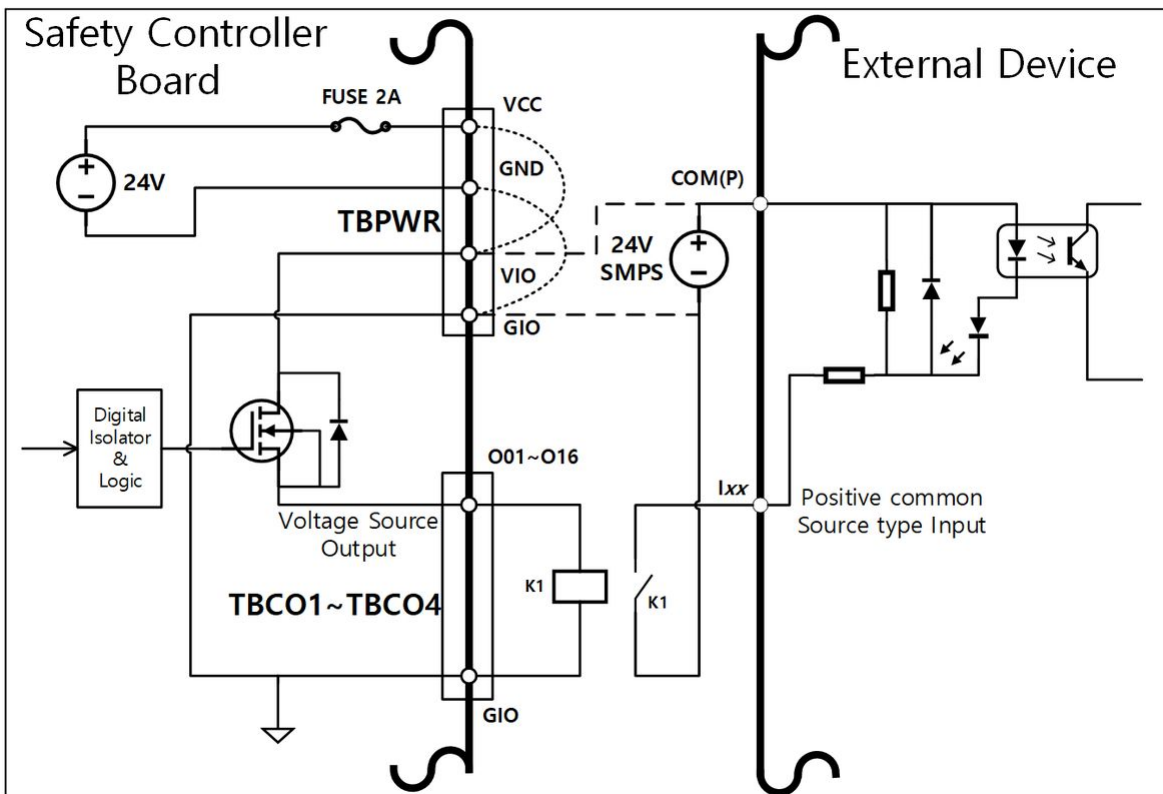 Safety Controller
Board
External Device
FUSE 2A
VCC
+
−
24V
GND
TBPWR
COM(P)
+
−
24V
SMPS
VIO
GIO
Digital
Isolator
&
Logic
O01~O16
Voltage Source
Output
Ixx
Positive common
Source type Input
TBCO1~TBCO4
K1
K1
GIO